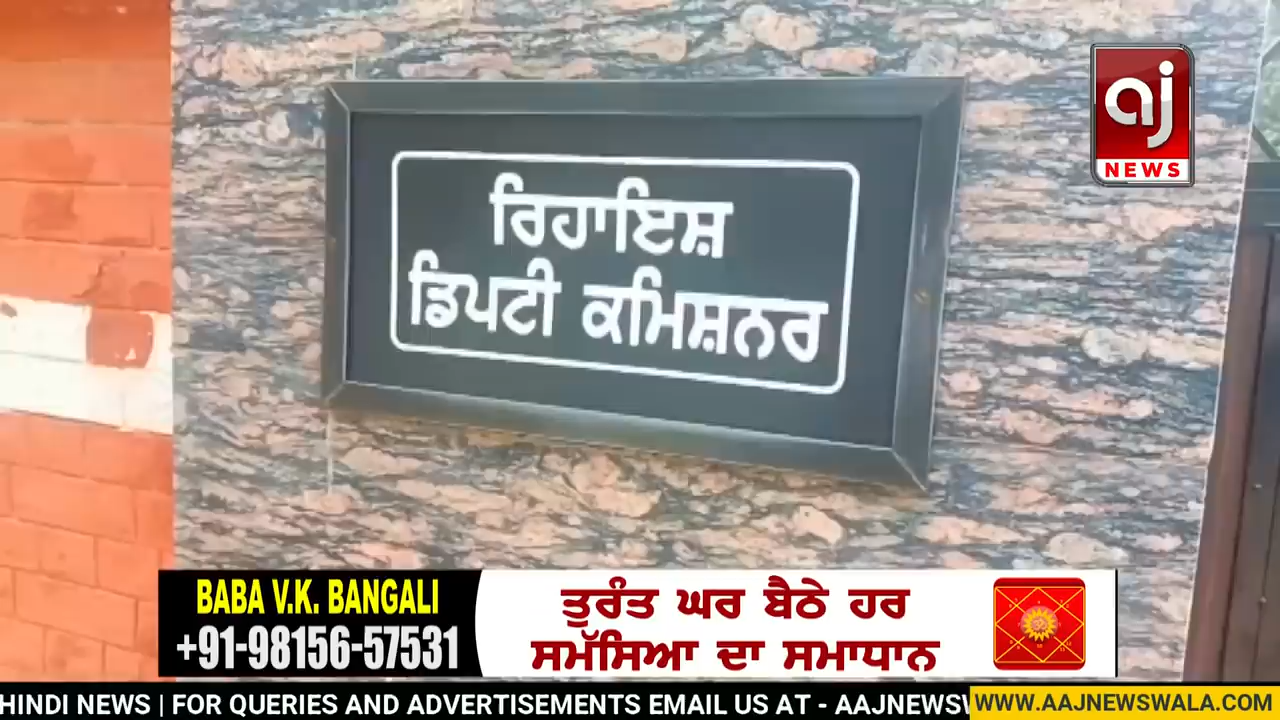 aj
NEWS
ਰਿਹਾਇਸ਼
ਡਿਪਟੀ ਕਮਿਸ਼ਨਰ
BABA V.K. BANGALI
+91-98156-57531
ਤੁਰੰਤ ਘਰ ਬੈਠੇ ਹਰ
ਸਮੱਸਿਆ ਦਾ ਸਮਾਧਾਨ
HINDI NEWS | FOR QUERIES AND ADVERTISEMENTS EMAIL US AT - AAJNEWS
WWW.AAJNEWSWALA.COM